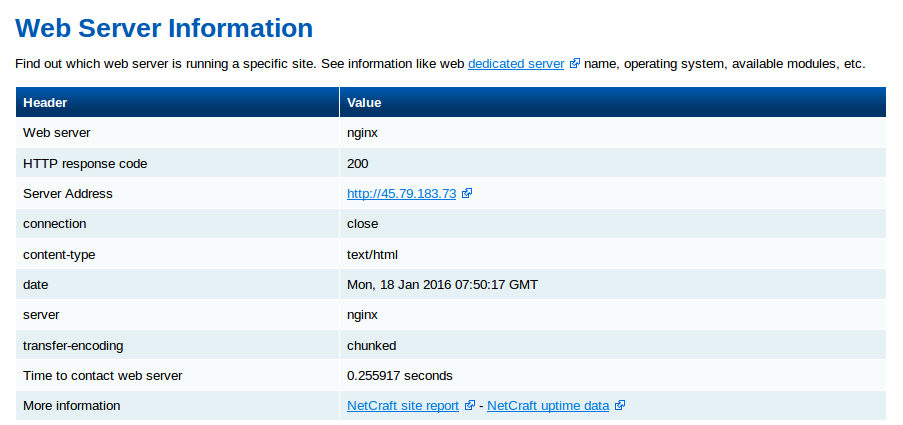 Web Server Information
Find out which web server is running a specific site. See information like web dedicated server name, operating system, available modules, etc.
Header Value
Web server nginx
HTTP response code 200
Server Address http://45.79.183.73
connection close
content-type text/html
date Mon, 18 Jan 2016 07:50:17 GMT
server nginx
transfer-encoding chunked
Time to contact web server 0.255917 seconds
More information NetCraft site report - NetCraft uptime data